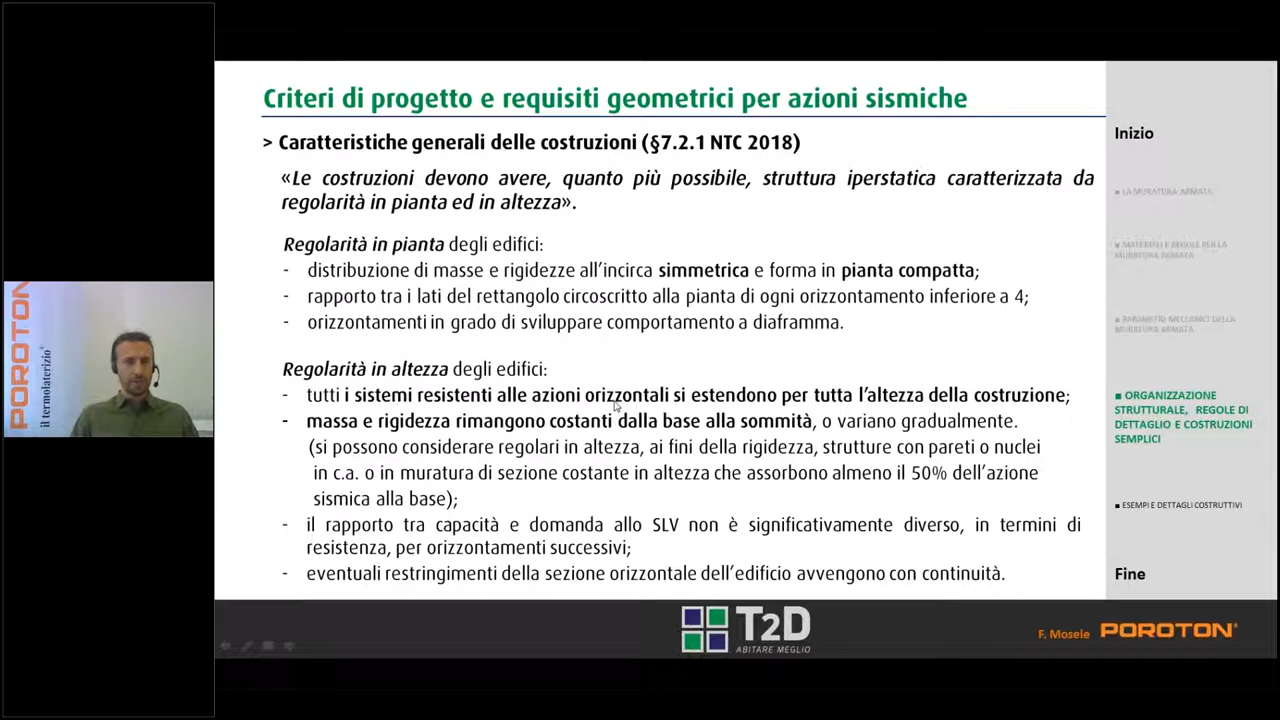 Criteri di progetto e requisiti geometrici per azioni sismiche
> Caratteristiche generali delle costruzioni (§7.2.1 NTC 2018)
«Le costruzioni devono avere, quanto più possibile, struttura iperstatica caratterizzata da
regolarità in pianta ed in altezza».
Regolarità in pianta degli edifici:
- distribuzione di masse e rigidezze all'incirca simmetrica e forma in pianta compatta;
- rapporto tra i lati del rettangolo circoscritto alla pianta di ogni orizzontamento inferiore a 4;
- orizzontamenti in grado di sviluppare comportamento a diaframma.
Regolarità in altezza degli edifici:
- tutti i sistemi resistenti alle azioni orizzontali si estendono per tutta l'altezza della costruzione;
- massa e rigidezza rimangono costanti dalla base alla sommità, o variano gradualmente.
(si possono considerare regolari in altezza, ai fini della rigidezza, strutture con pareti o nuclei
in c.a. o in muratura di sezione costante in altezza che assorbono almeno il 50% dell'azione
sismica alla base);
- il rapporto tra capacità e domanda allo SLV non è significativamente diverso, in termini di
resistenza, per orizzontamenti successivi;
- eventuali restringimenti della sezione orizzontale dell'edificio avvengono con continuità.
Inizio
■ LA MURATURA ARMATA
■ MATERIALI E REGOLE PER LA
MURATURA ARMATA
■ PARAMETRI MECCANICI DELLA
MURATURA ARMATA
■ ORGANIZZAZIONE
STRUTTURALE, REGOLE DI
DETTAGLIO E COSTRUZIONI
SEMPLICI
■ ESEMPI E DETTAGLI COSTRUTTIVI
Fine
T2D
ABITARE MEGLIO
F. Mosele POROTON®
POROTON
il termolaterizio®